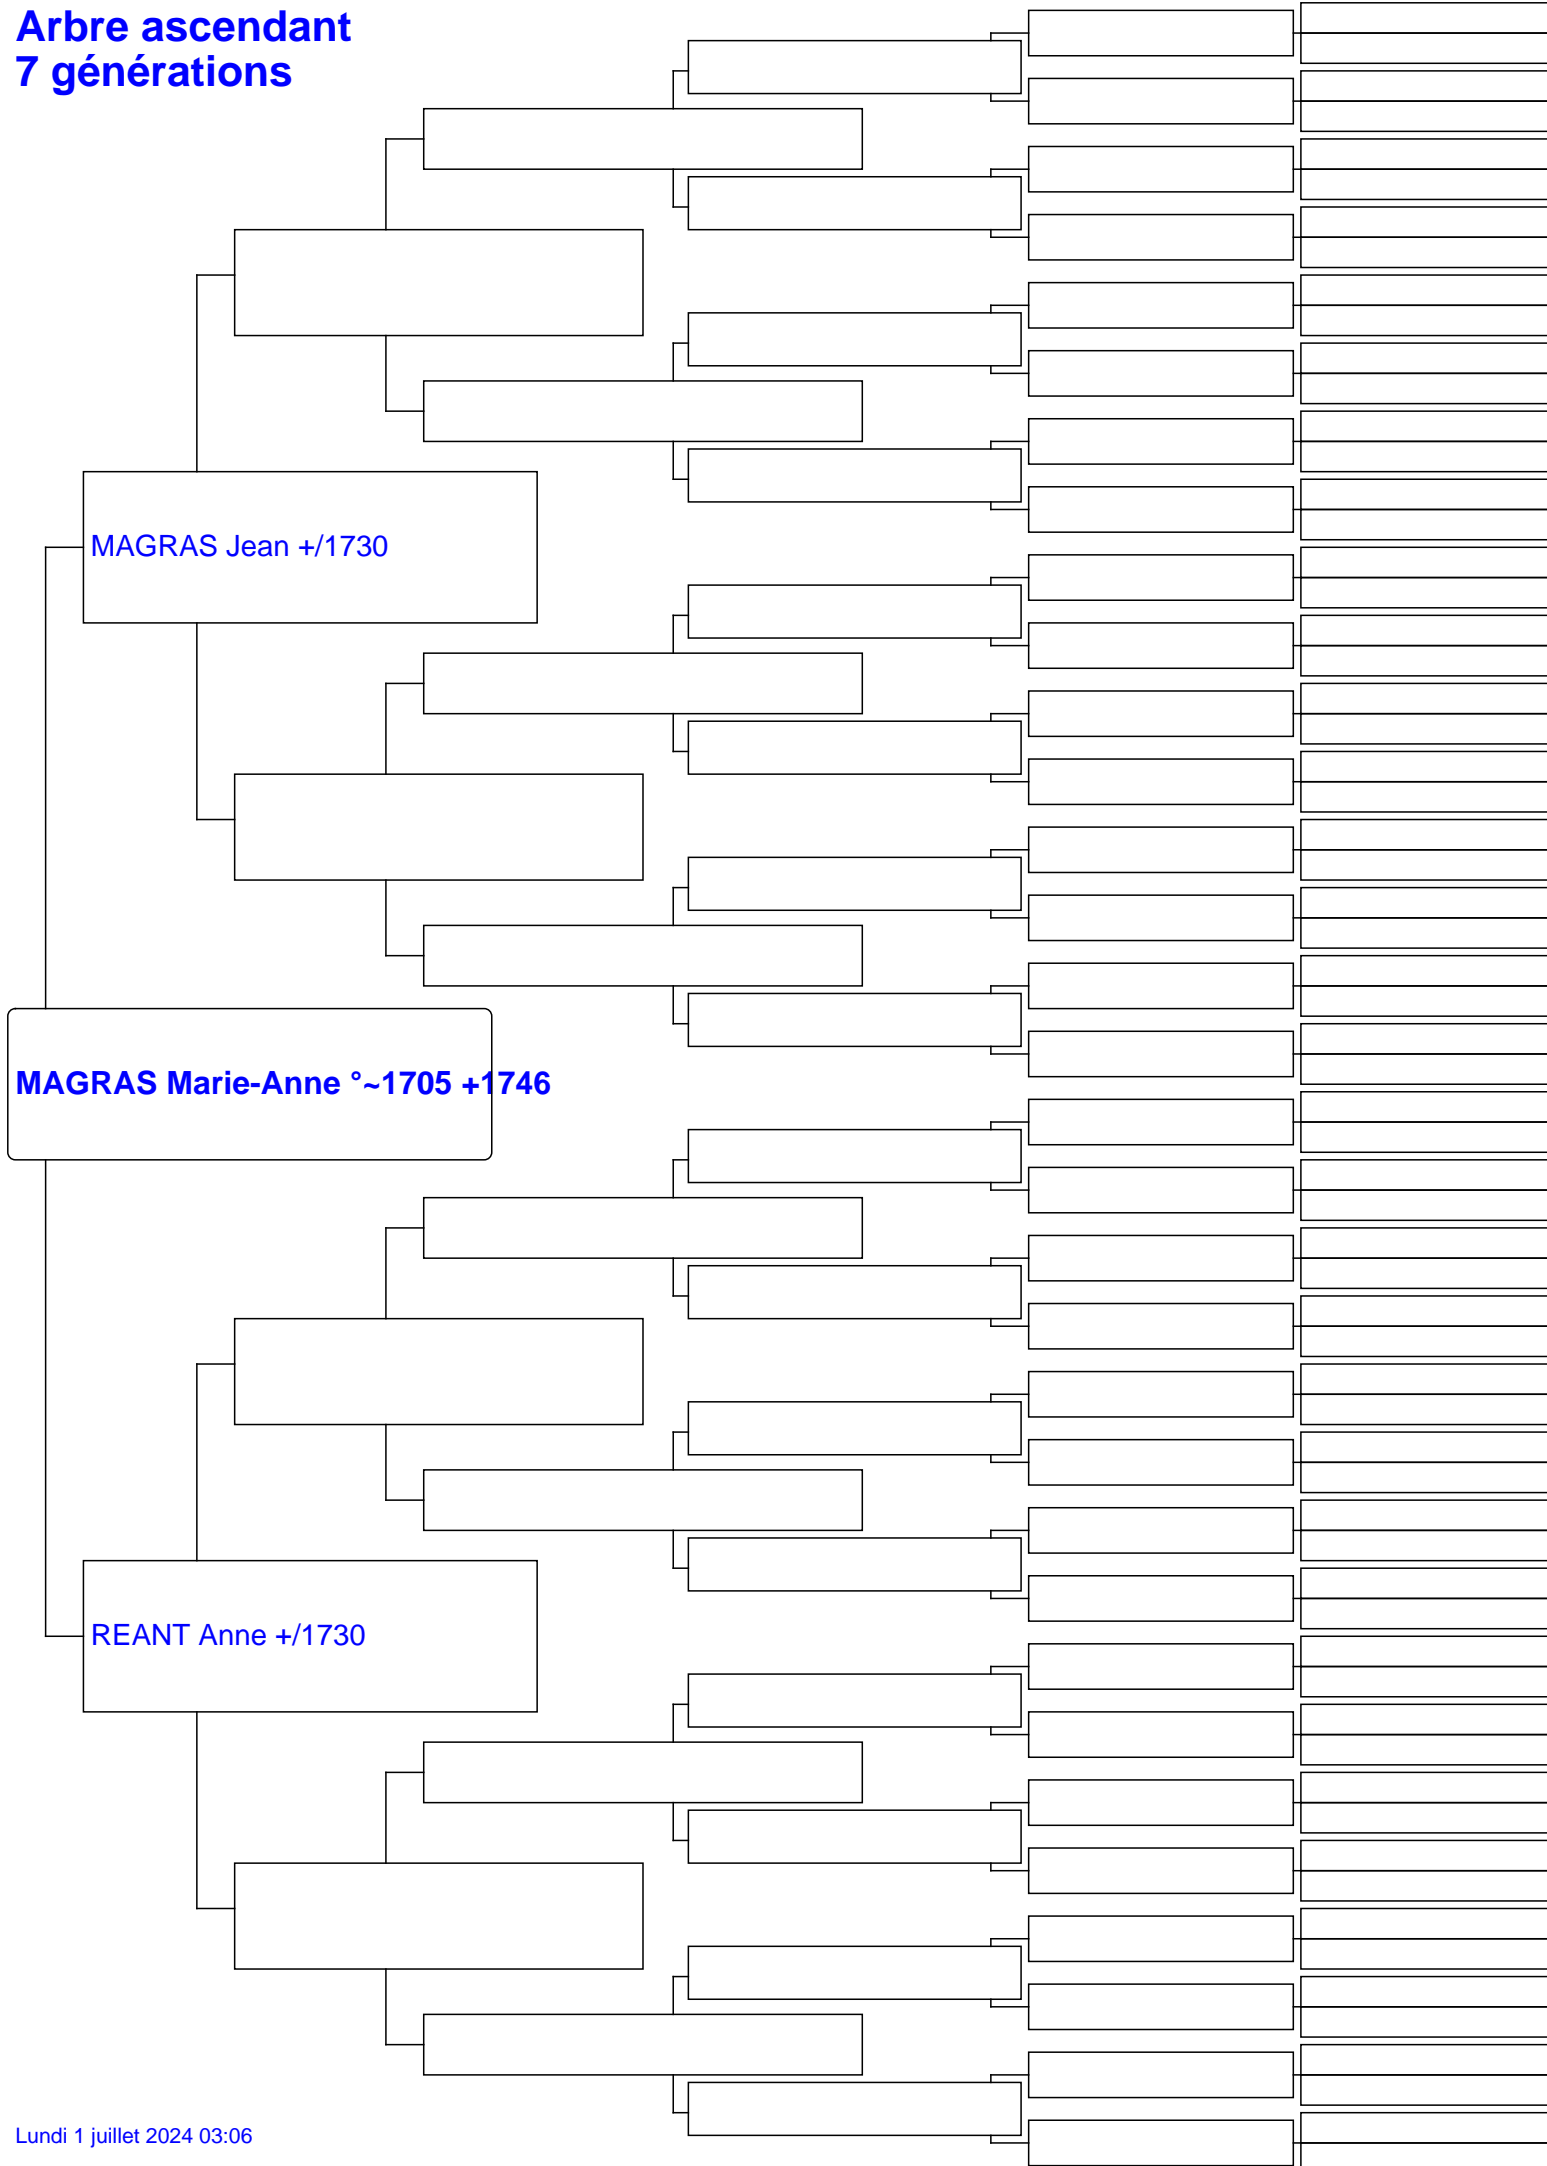 Arbre ascendant
7 générations
MAGRAS Jean +/1730
MAGRAS Marie-Anne °~1705 +1746
REANT Anne +/1730
Lundi 1 juillet 2024 03:06